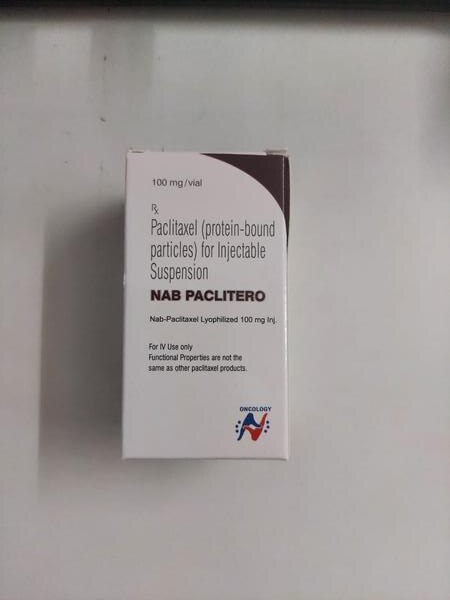 100 mg/vial
Rx
Paclitaxel (protein-bound
particles) for Injectable
Suspension
NAB PACLITERO
Nab-Paclitaxel Lyophilized 100 mg Inj.
For IV Use only
Functional Properties are not the
same as other paclitaxel products.
ONCOLOGY